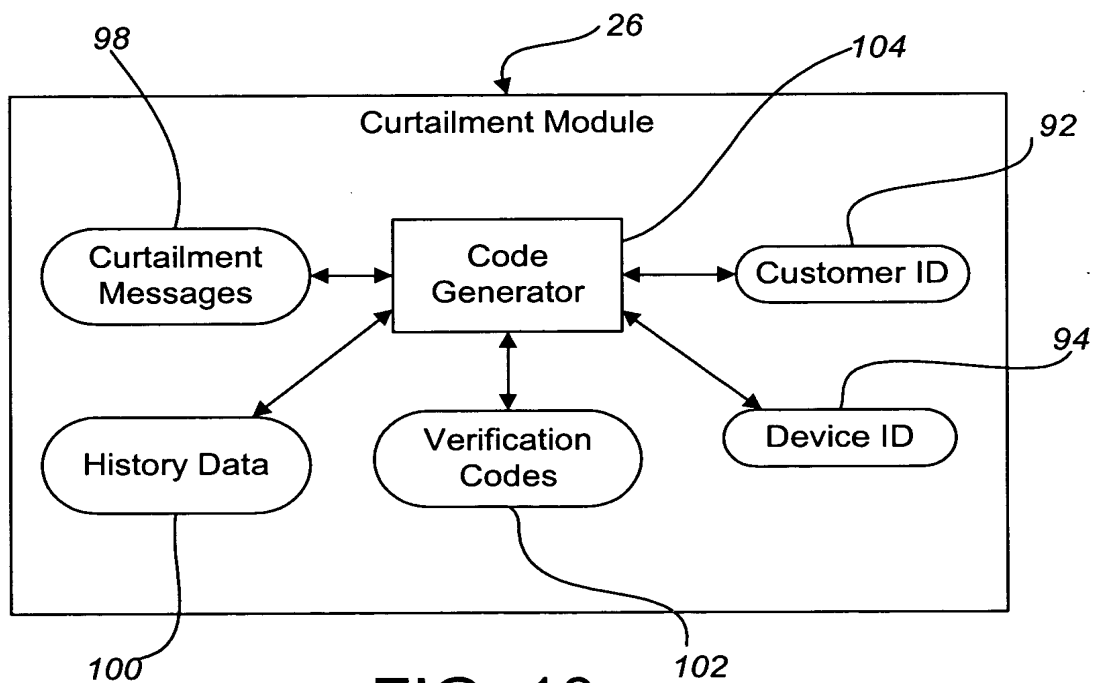 98
26
104
Curtailment Module
92
Curtailment
Messages
Code
Generator
Customer ID
94
History Data
Verification
Codes
Device ID
100
102